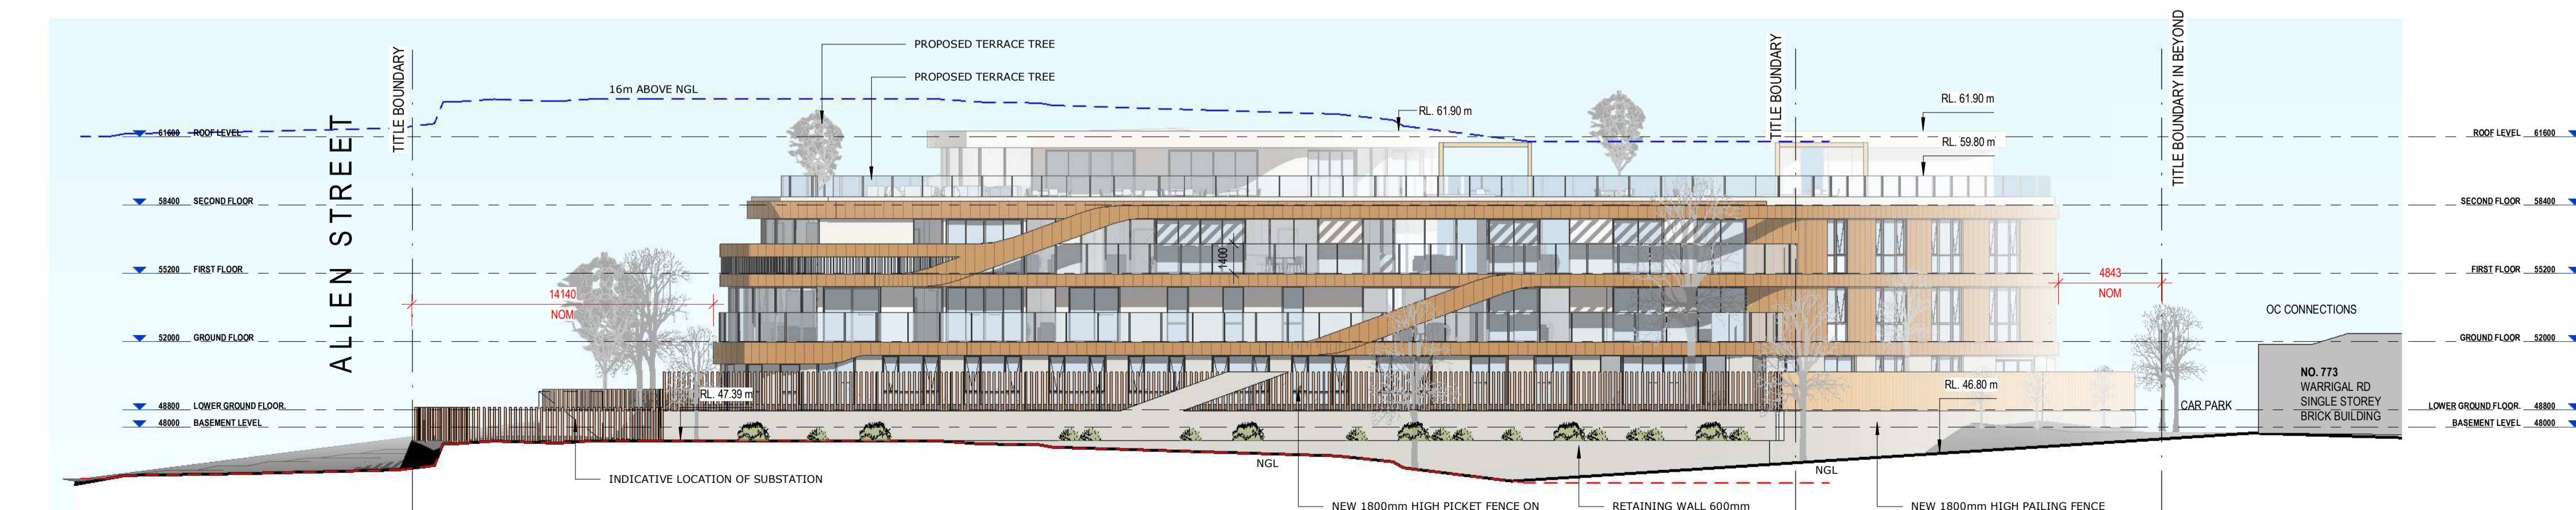 PROPOSED TERRACE TREE
PROPOSED TERRACE TREE
16m ABOVE NGL
TITLE BOUNDARY
TITLE BOUNDARY
TITLE BOUNDARY IN BEYOND
ALLEN STREET
RL. 61.90 m
RL. 61.90 m
RL. 59.80 m
61600 ROOF LEVEL
58400 SECOND FLOOR
55200 FIRST FLOOR
52000 GROUND FLOOR
48800 LOWER GROUND FLOOR.
48000 BASEMENT LEVEL
ROOF LEVEL 61600
SECOND FLOOR 58400
FIRST FLOOR 55200
GROUND FLOOR 52000
LOWER GROUND FLOOR. 48800
BASEMENT LEVEL 48000
14140
NOM
1400
4843
NOM
OC CONNECTIONS
RL. 47.39 m
RL. 46.80 m
CAR PARK
NO. 773
WARRIGAL RD
SINGLE STOREY
BRICK BUILDING
NGL
NGL
INDICATIVE LOCATION OF SUBSTATION
NEW 1800mm HIGH PICKET FENCE ON
RETAINING WALL 600mm
NEW 1800mm HIGH PAILING FENCE